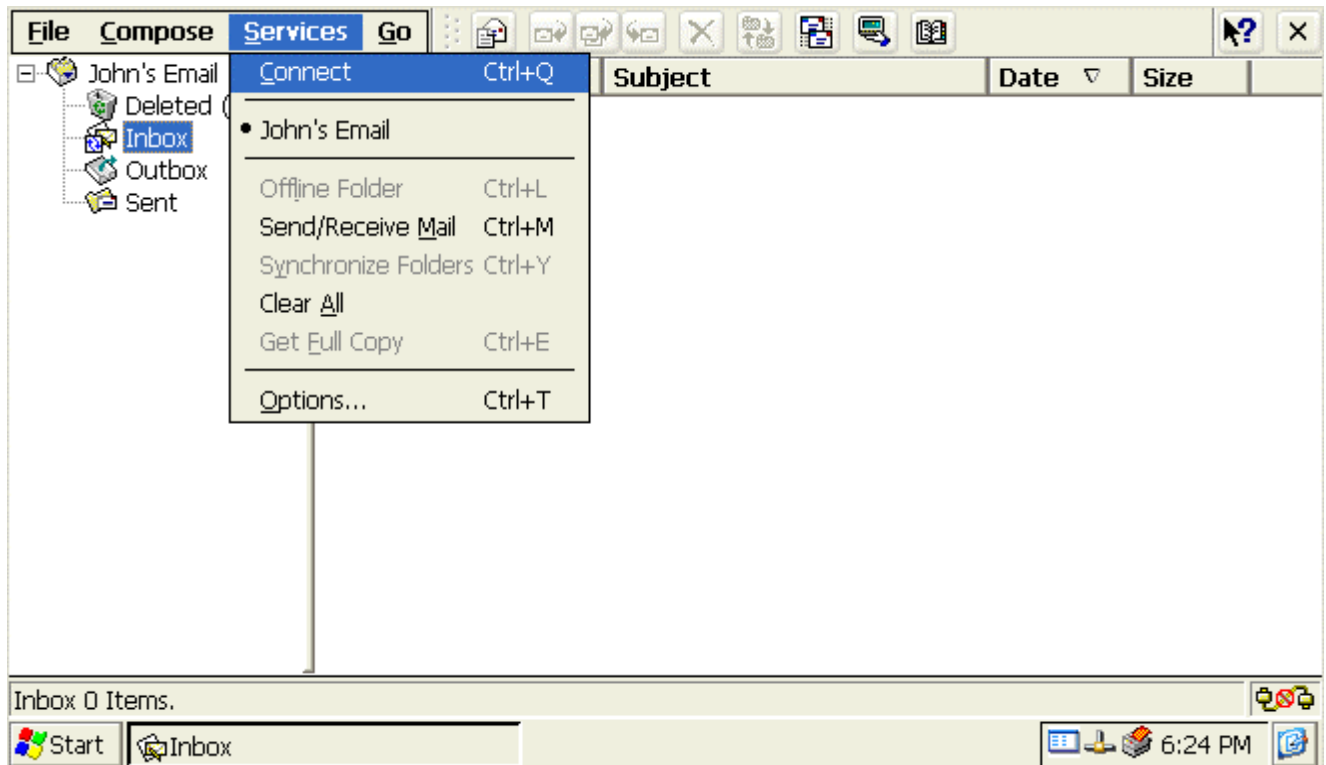 File Compose Services Go ? ×
John's Email Connect Ctrl+Q Subject Date Size
Deleted (
Inbox John's Email
Outbox
Sent Offline Folder Ctrl+L
Send/Receive Mail Ctrl+M
Synchronize Folders Ctrl+Y
Clear All
Get Full Copy Ctrl+E
Options... Ctrl+T
Inbox 0 Items.
Start Inbox 6:24 PM